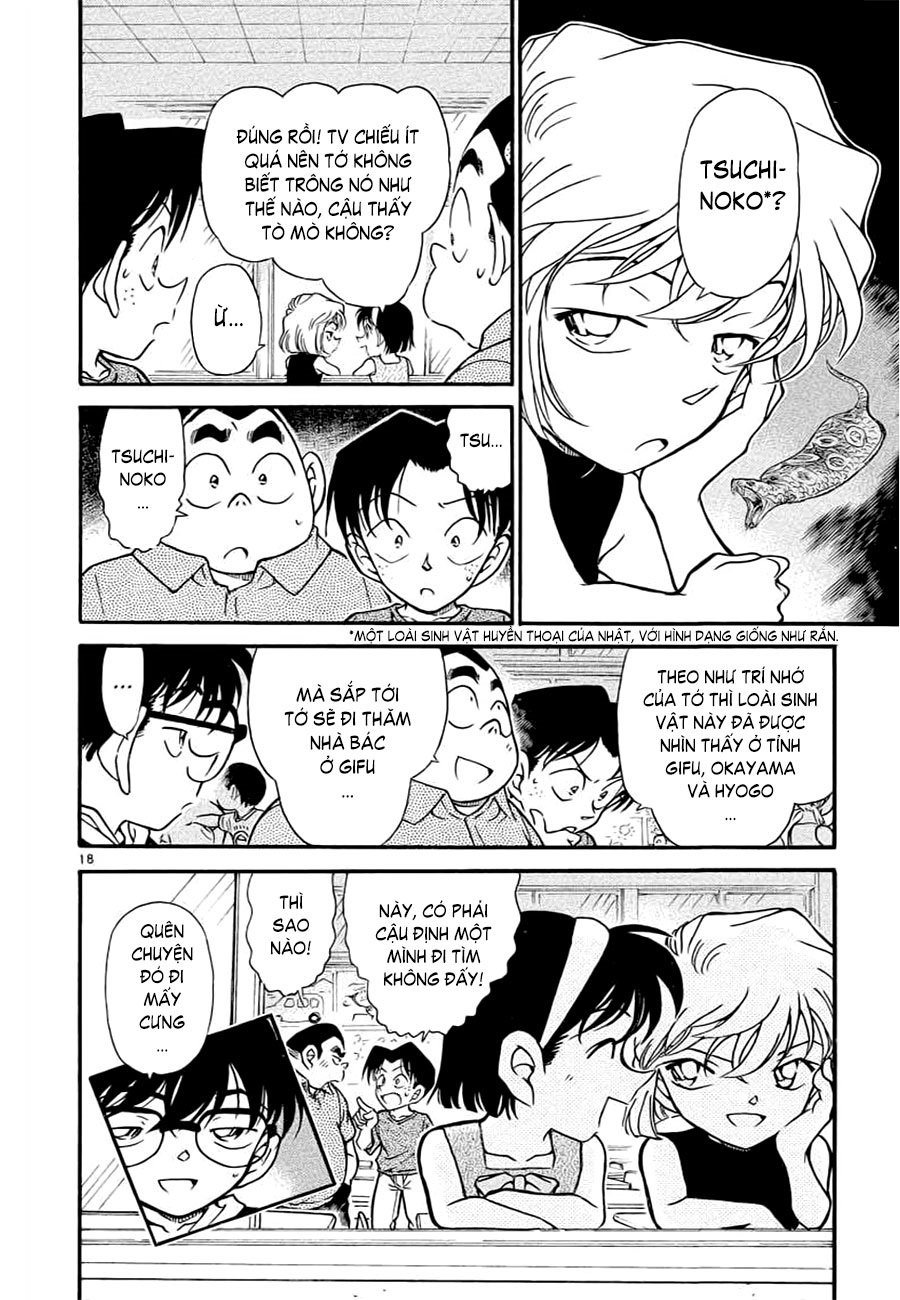 TSUCHI-
NOKO*?
ĐÚNG RỒI! TV CHIẾU ÍT
QUÁ NÊN TỚ KHÔNG
BIẾT TRÔNG NÓ NHƯ
THẾ NÀO, CẬU THẤY
TÒ MÒ KHÔNG?
Ừ...
TSU...
TSUCHI-
NOKO
...
*MỘT LOÀI SINH VẬT HUYỀN THOẠI CỦA NHẬT, VỚI HÌNH DẠNG GIỐNG NHƯ RẮN.
THEO NHƯ TRÍ NHỚ
CỦA TỚ THÌ LOÀI SINH
VẬT NÀY ĐÃ ĐƯỢC
NHÌN THẤY Ở TỈNH
GIFU, OKAYAMA
VÀ HYOGO
...
MÀ SẮP TỚI
TỚ SẼ ĐI THĂM
NHÀ BÁC
Ở GIFU
...
...
18
NÀY, CÓ PHẢI
CẬU ĐỊNH MỘT
MÌNH ĐI TÌM
KHÔNG ĐẤY!
THÌ
SAO
NÀO!
QUÊN
CHUYỆN
ĐÓ ĐI
MẤY
CƯNG
...